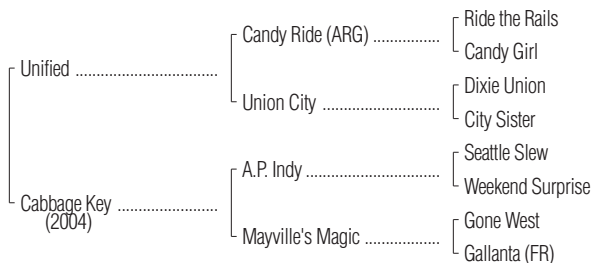 Ride the Rails
Candy Ride (ARG)
Candy Girl
Unified
Dixie Union
Union City
City Sister
Seattle Slew
A.P. Indy
Weekend Surprise
Cabbage Key
(2004)
Gone West
Mayville's Magic
Gallanta (FR)